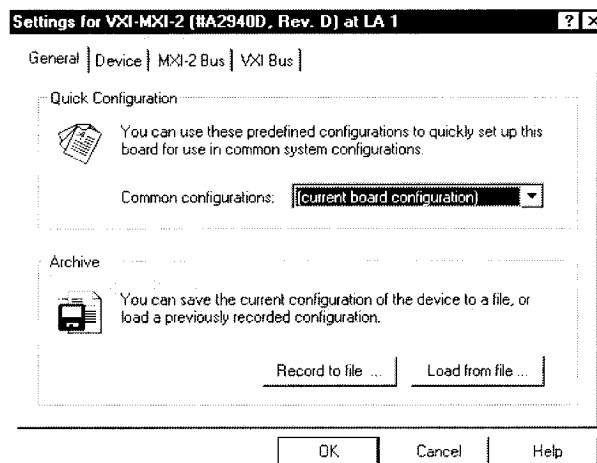 Settings for VXI-MXI-2 (#A2940D, Rev. D) at LA 1
General Device MXI-2 Bus VXI Bus
Quick Configuration
You can use these predefined configurations to quickly set up this
board for use in common system configurations.
Common configurations: (current board configuration)
Archive
You can save the current configuration of the device to a file, or
load a previously recorded configuration.
Record to file ... Load from file ...
OK Cancel Help